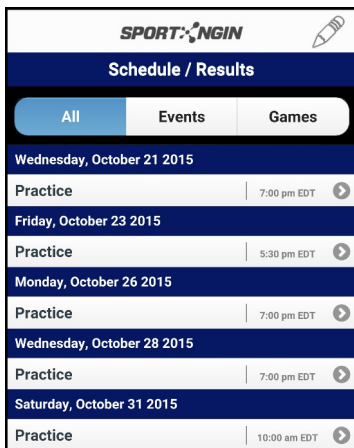 SPORT NGIN
Schedule / Results
All Events Games
Wednesday, October 21 2015
Practice 7:00 pm EDT
Friday, October 23 2015
Practice 5:30 pm EDT
Monday, October 26 2015
Practice 7:00 pm EDT
Wednesday, October 28 2015
Practice 7:00 pm EDT
Saturday, October 31 2015
Practice 10:00 am EDT